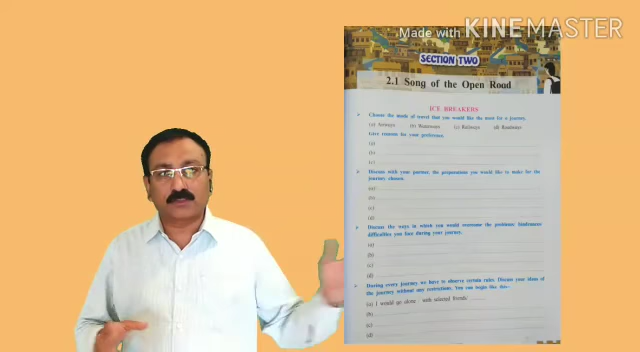 Made with KINEMASTER
SECTION TWO
2.1 Song of the Open Road
ICE BREAKERS
Choose the mode of travel that you would like the most for a journey.
(a) Airways (b) Waterways (c) Railways (d) Roadways
Give reasons for your preference.
(a)
(b)
(c)
Discuss with your partner, the preparations you would like to make for the
journey chosen.
(a)
(b)
(c)
(d)
Discuss the ways in which you would overcome the problems/ hindrances/
difficulties you face during your journey.
(a)
(b)
(c)
(d)
During every journey we have to observe certain rules. Discuss your plans of
the journey without any restrictions. You can begin like this-
(a) I would go alone / with selected friends.
(b)
(c)
(d)